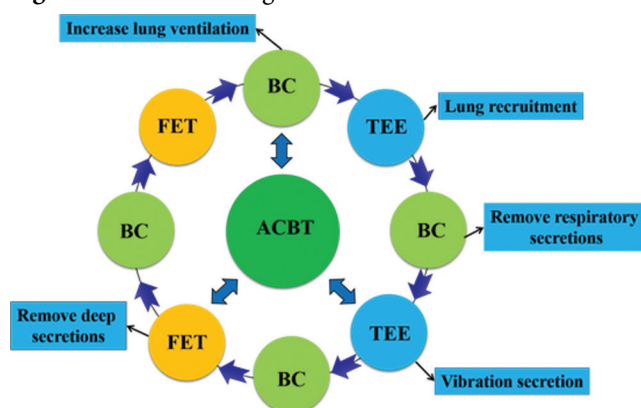 Increase lung ventilation
BC
FET
TEE
Lung recruitment
BC
ACBT
BC
Remove respiratory
secretions
Remove deep
secretions
FET
TEE
BC
Vibration secretion